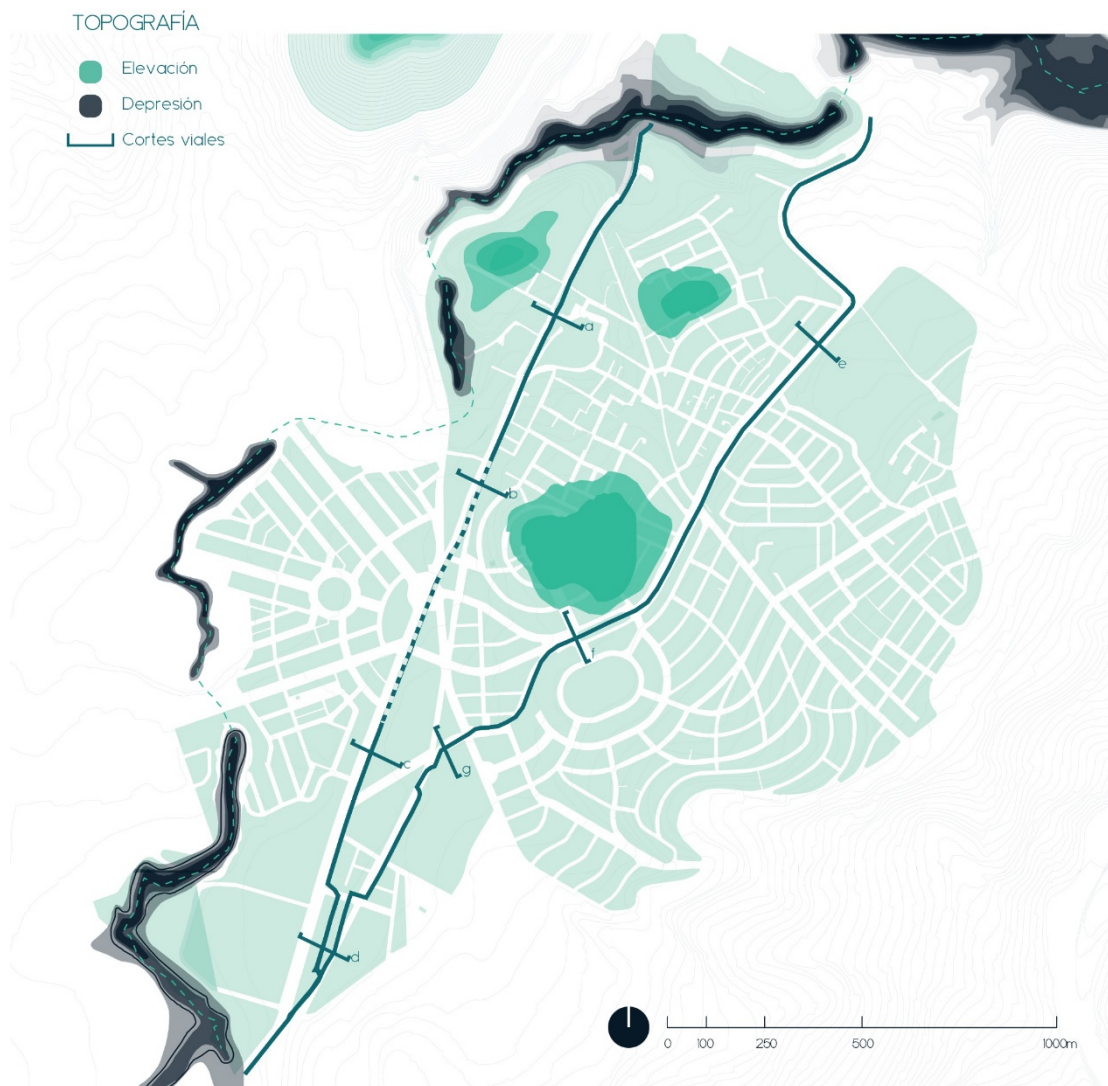 TOPOGRAFÍA
Elevación
Depresión
Cortes viales
a
e
b
f
c
g
d
0 100 250 500 1000m